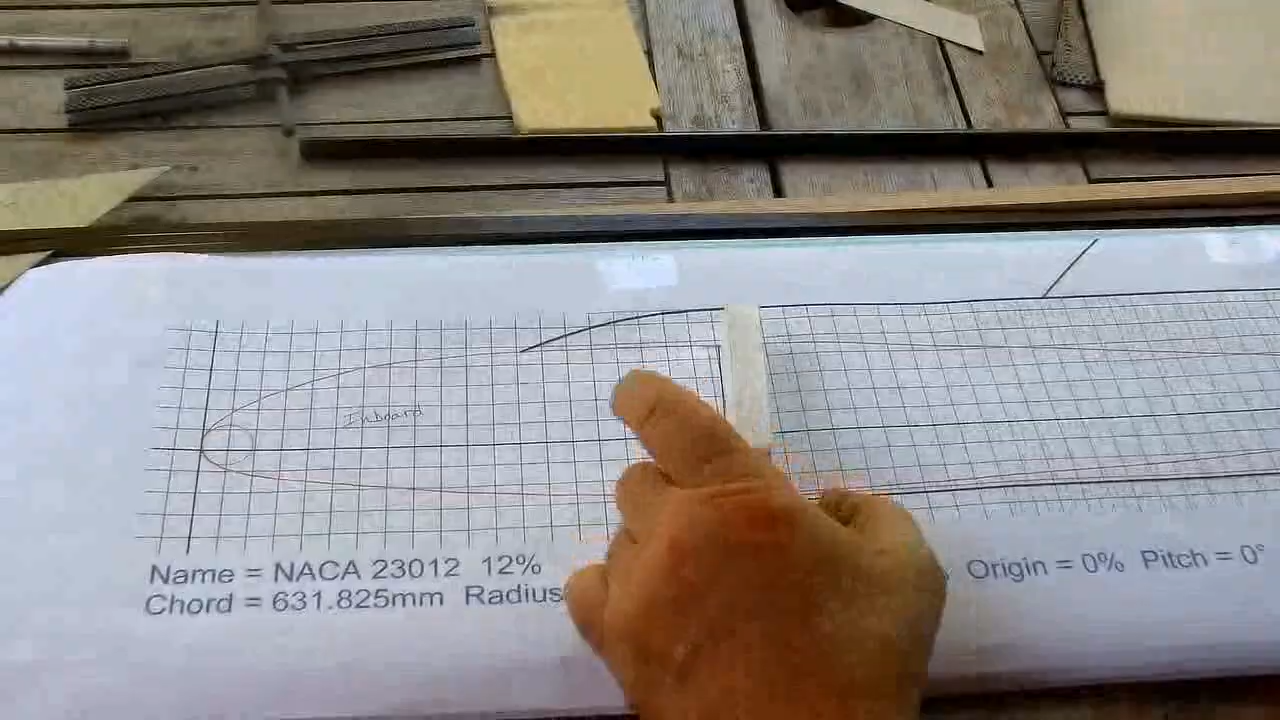 Inboard
Name = NACA 23012 12%
Origin = 0% Pitch = 0°
Chord = 631.825mm Radius